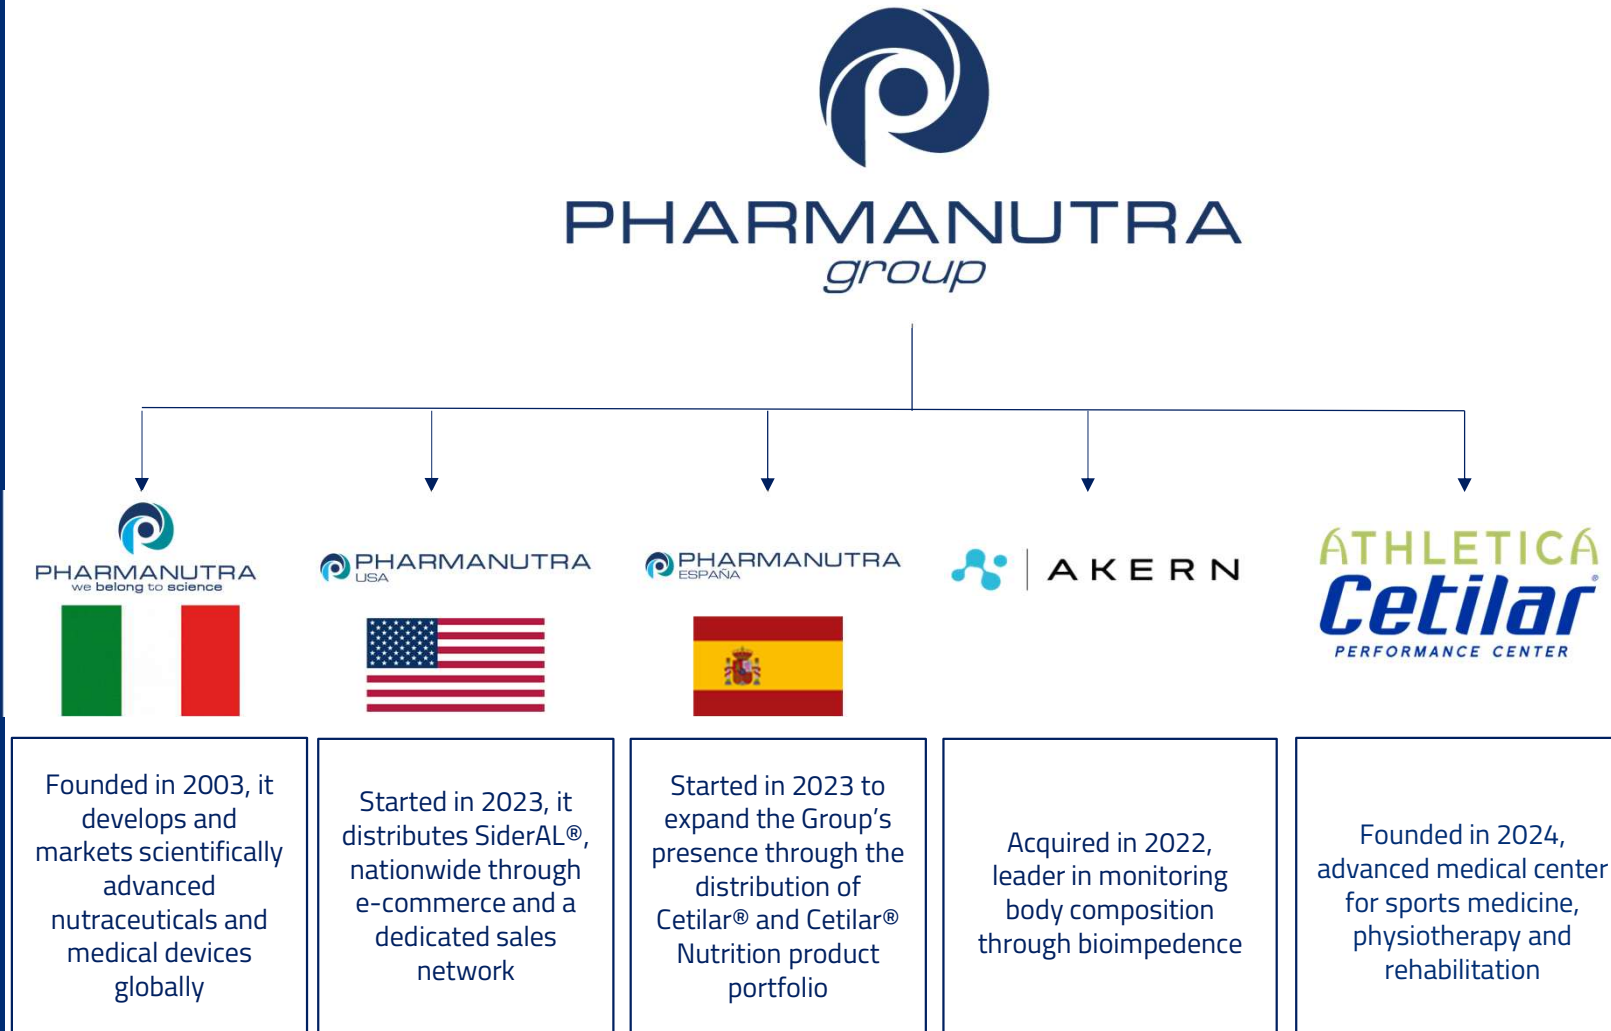 PHARMANUTRA
group
PHARMANUTRA
we belong to science
PHARMANUTRA
USA
PHARMANUTRA
ESPAÑA
AKERN
ATHLETICA
Cetilar®
PERFORMANCE CENTER
Founded in 2003, it
develops and
markets scientifically
advanced
nutraceuticals and
medical devices
globally
Started in 2023, it
distributes SiderAL®,
nationwide through
e-commerce and a
dedicated sales
network
Started in 2023 to
expand the Group’s
presence through the
distribution of
Cetilar® and Cetilar®
Nutrition product
portfolio
Acquired in 2022,
leader in monitoring
body composition
through bioimpedence
Founded in 2024,
advanced medical center
for sports medicine,
physiotherapy and
rehabilitation